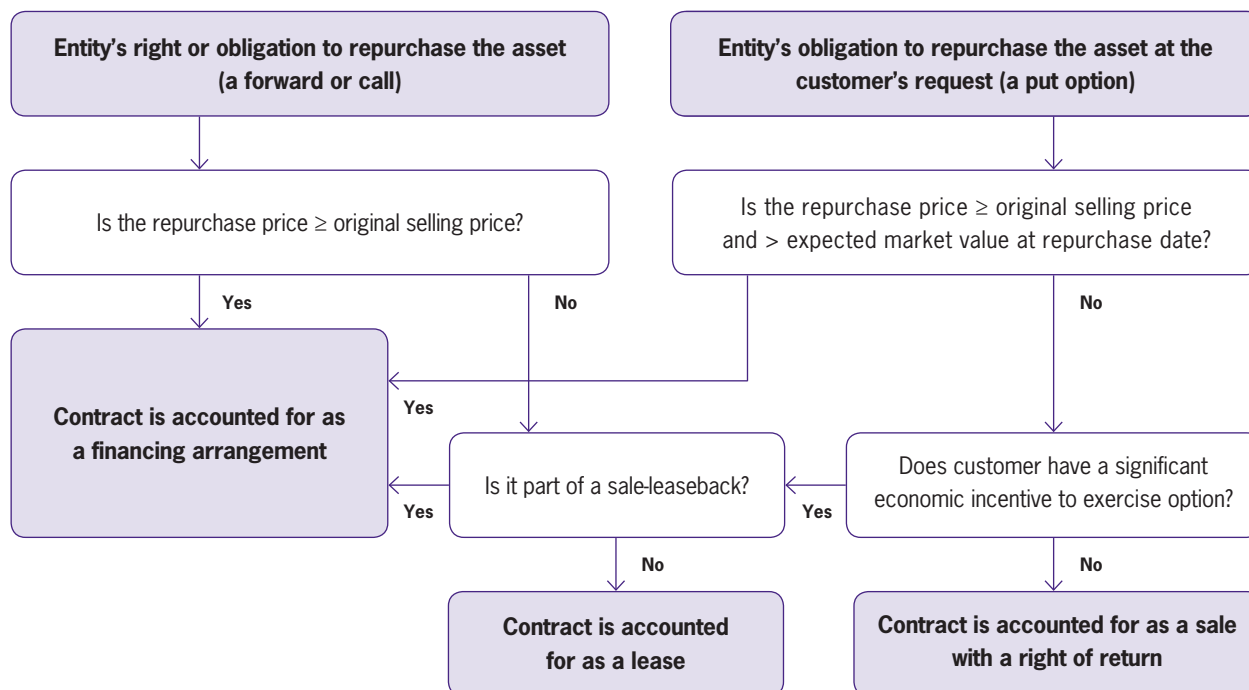 Entity's right or obligation to repurchase the asset
(a forward or call)
Entity's obligation to repurchase the asset at the
customer's request (a put option)
Is the repurchase price ≥ original selling price?
Is the repurchase price ≥ original selling price
and > expected market value at repurchase date?
Yes
No
No
Contract is accounted for as
a financing arrangement
Yes
Is it part of a sale-leaseback?
Does customer have a significant
economic incentive to exercise option?
Yes
Yes
No
No
Contract is accounted
for as a lease
Contract is accounted for as a sale
with a right of return